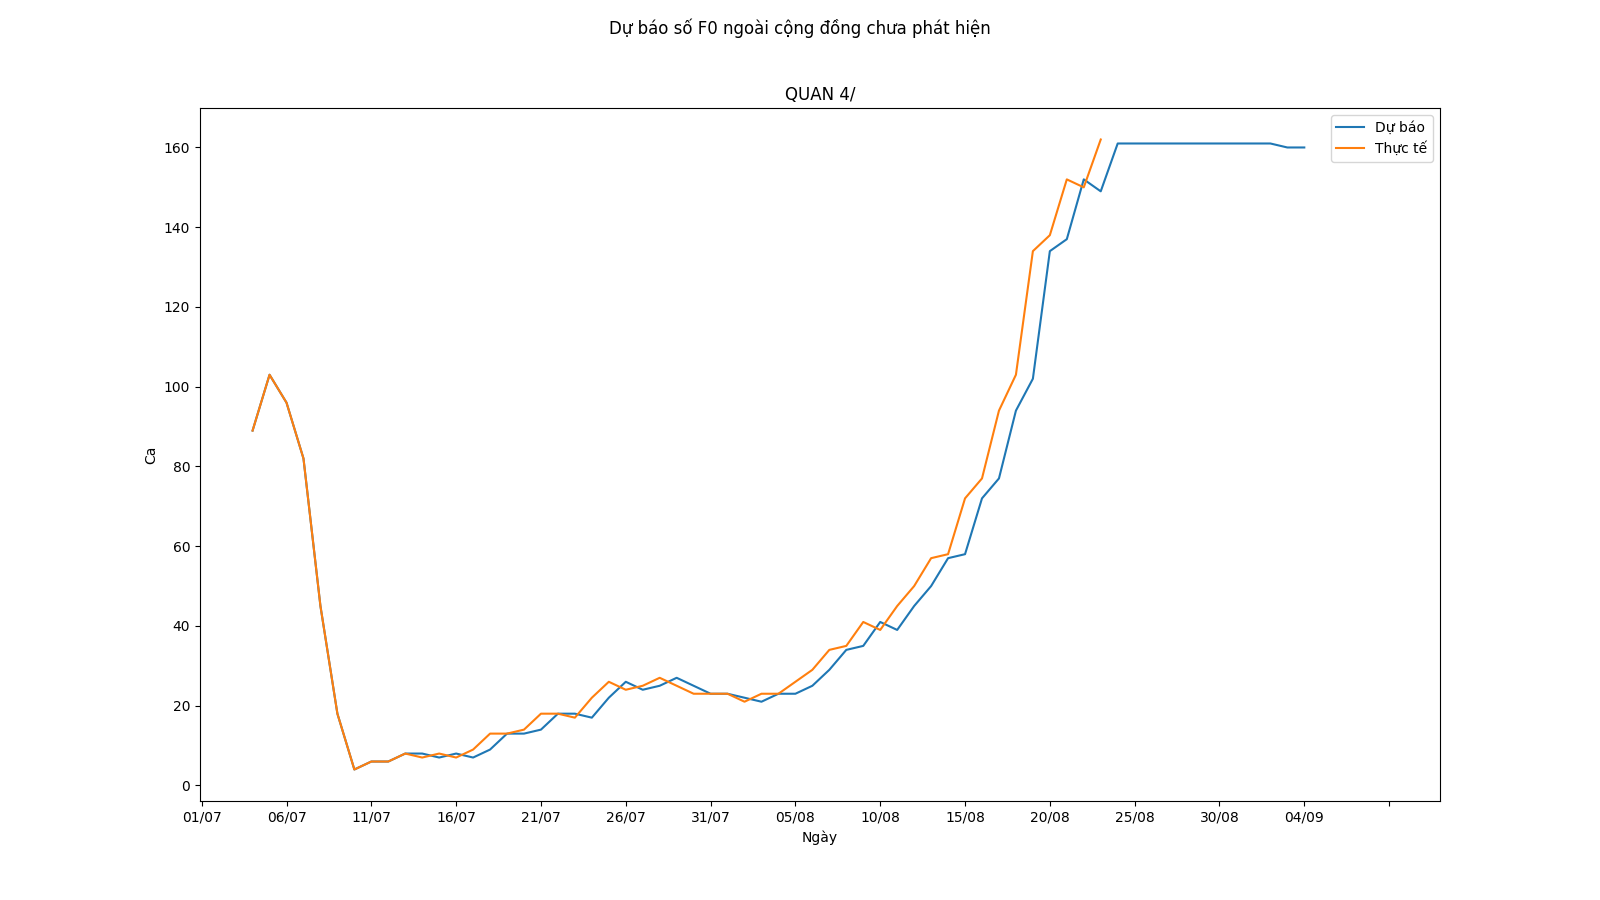 Dự báo số F0 ngoài cộng đồng chưa phát hiện
QUAN 4/
Dự báo
Thực tế
160
140
120
100
80
60
40
20
0
Ca
01/07 06/07 11/07 16/07 21/07 26/07 31/07 05/08 10/08 15/08 20/08 25/08 30/08 04/09
Ngày